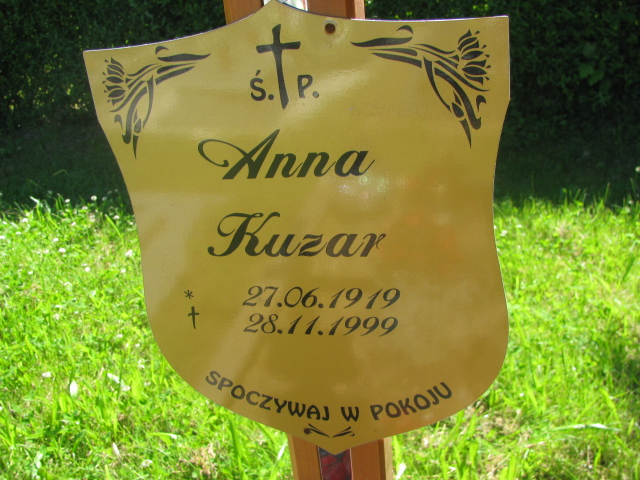 Ś. P.
Anna
Kuzar
* 27.06.1919
† 28.11.1999
SPOCZYWAJ W POKOJU